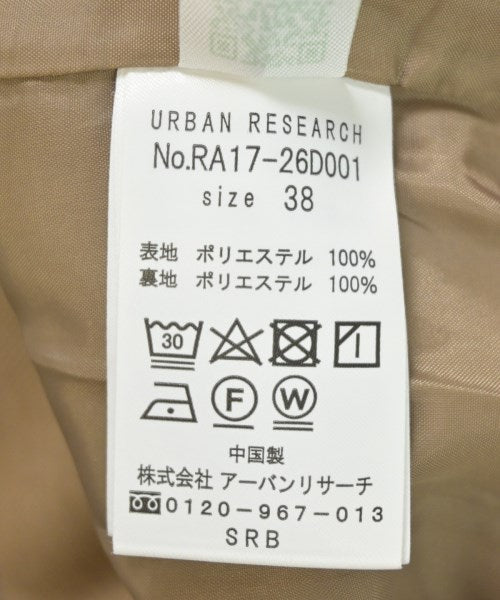 URBAN RESEARCH
No.RA17-26D001
size 38
表地 ポリエステル 100%
裏地 ポリエステル 100%
30
F W
中国製
株式会社 アーバンリサーチ
0120-967-013
SRB